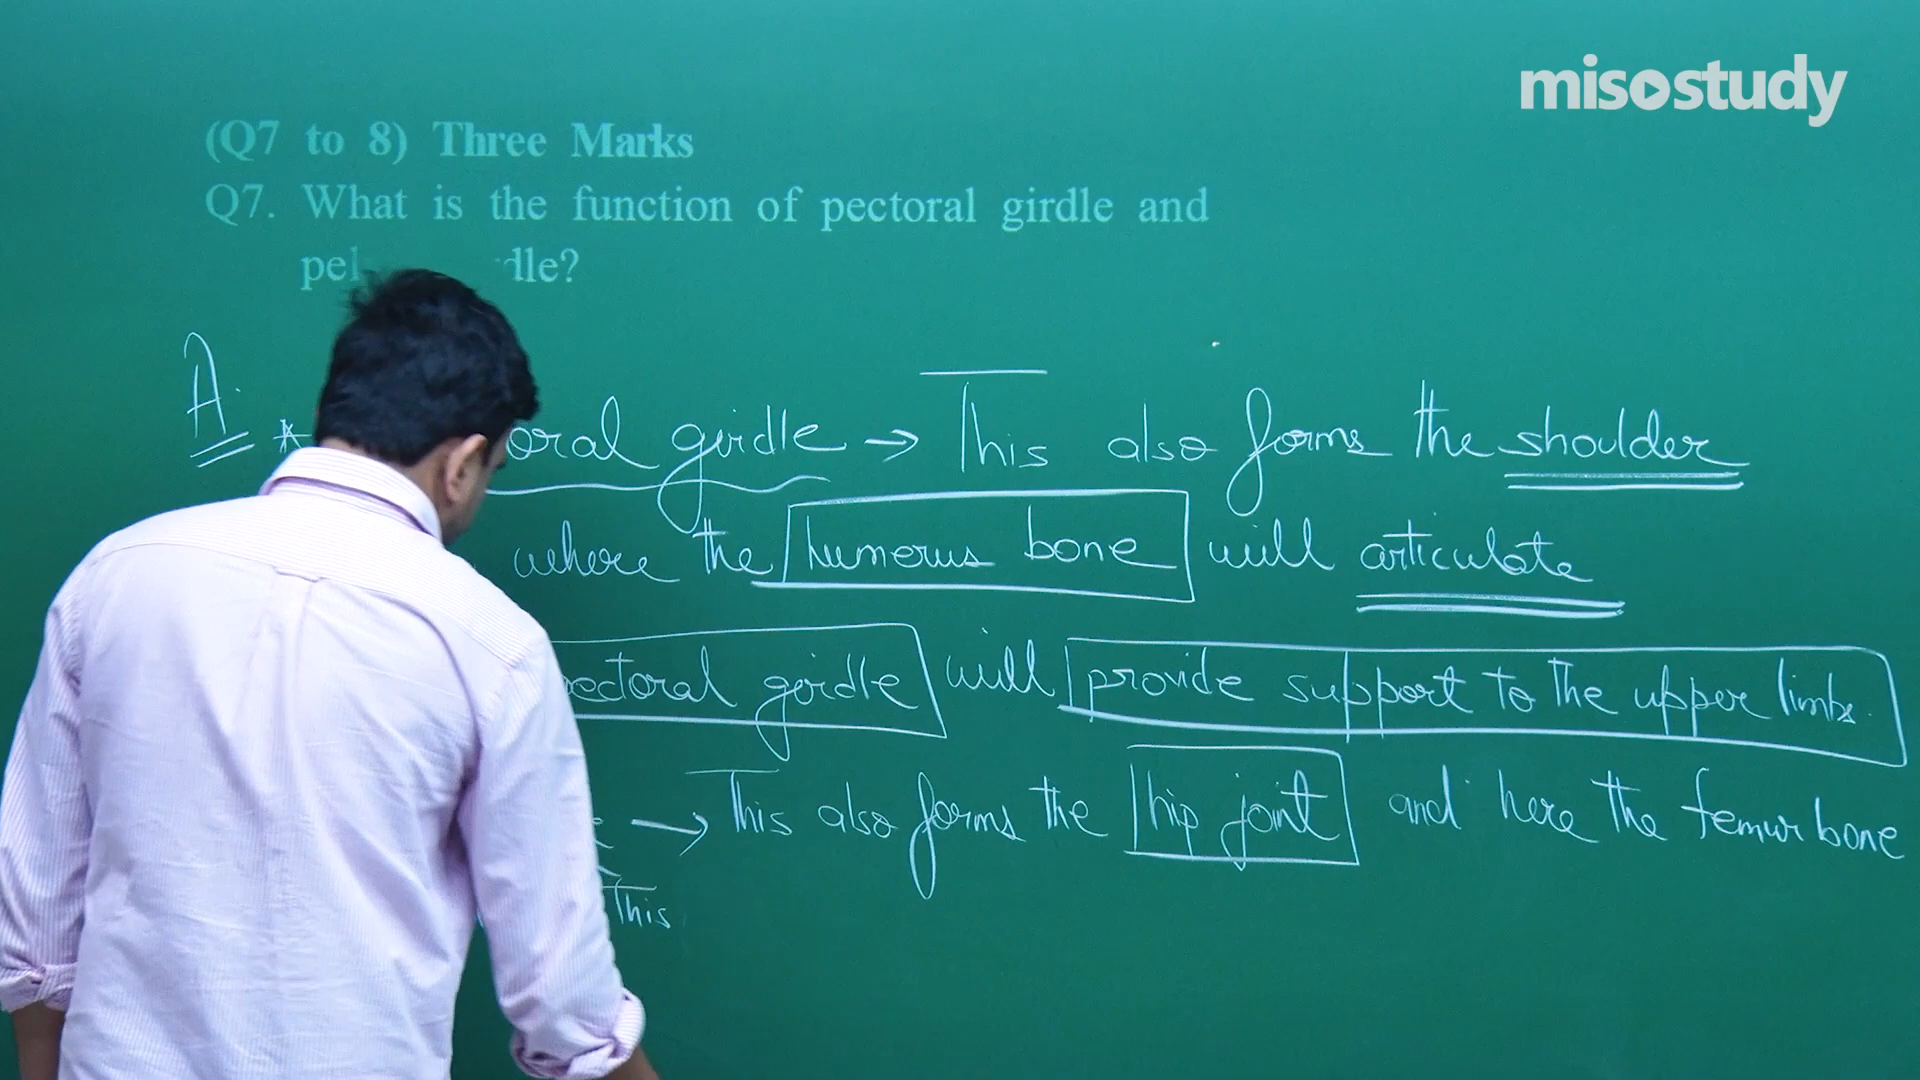 misostudy
(Q7 to 8) Three Marks
Q7. What is the function of pectoral girdle and
pel dle?
A. * oral girdle → This also forms the shoulder
where the humerus bone will articulate
pectoral girdle will provide support to the upper limbs.
→ This also forms the hip joint and here the femur bone
This